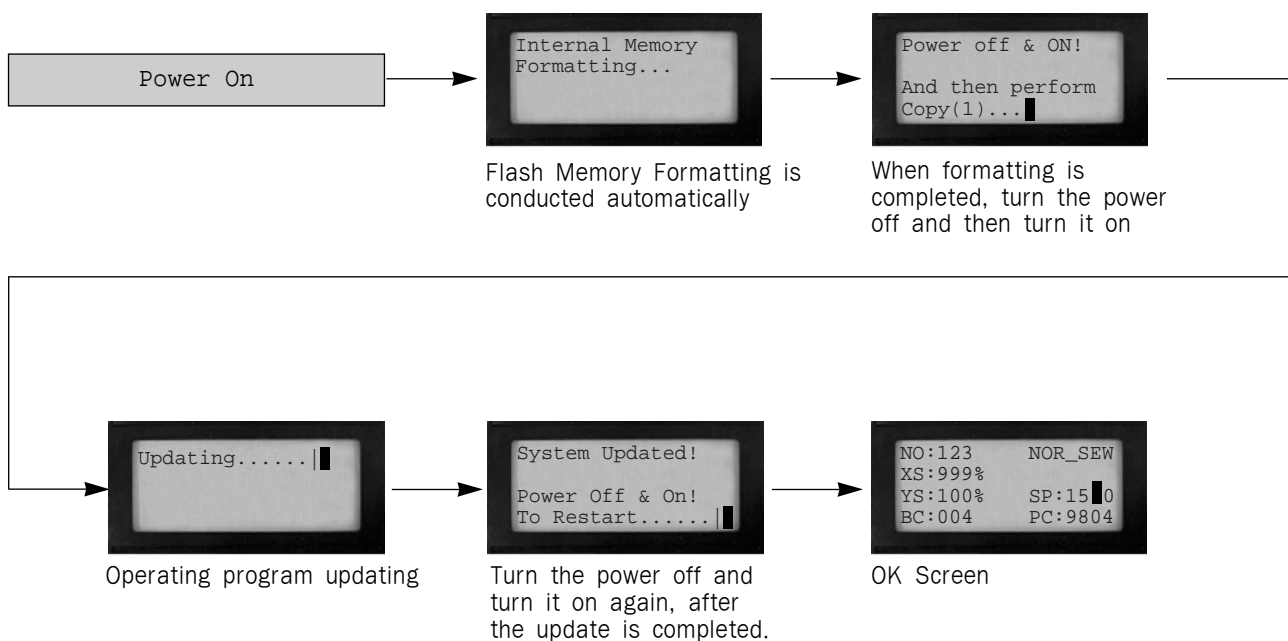 Power On
Internal Memory
Formatting...
Flash Memory Formatting is
conducted automatically
Power off & ON!
And then perform
Copy(1)...
When formatting is
completed, turn the power
off and then turn it on
Updating......|
Operating program updating
System Updated!
Power Off & On!
To Restart......|
Turn the power off and
turn it on again, after
the update is completed.
NO:123 NOR_SEW
XS:999%
YS:100%
BC:004 PC:9804
OK Screen